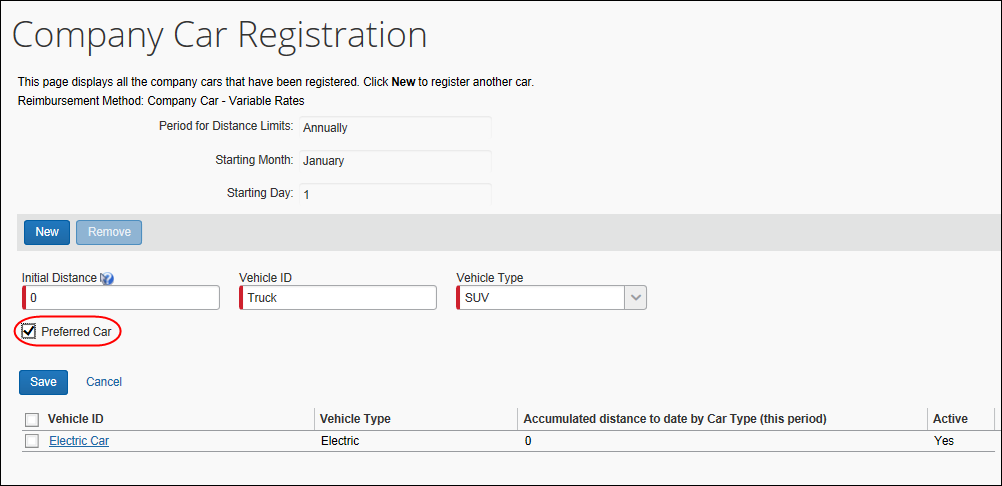 Company Car Registration
This page displays all the company cars that have been registered. Click New to register another car.
Reimbursement Method: Company Car - Variable Rates
Period for Distance Limits: Annually
Starting Month: January
Starting Day: 1
New Remove
Initial Distance Vehicle ID Vehicle Type
0 Truck SUV
Preferred Car
Save Cancel
Vehicle ID Vehicle Type Accumulated distance to date by Car Type (this period) Active
Electric Car Electric 0 Yes